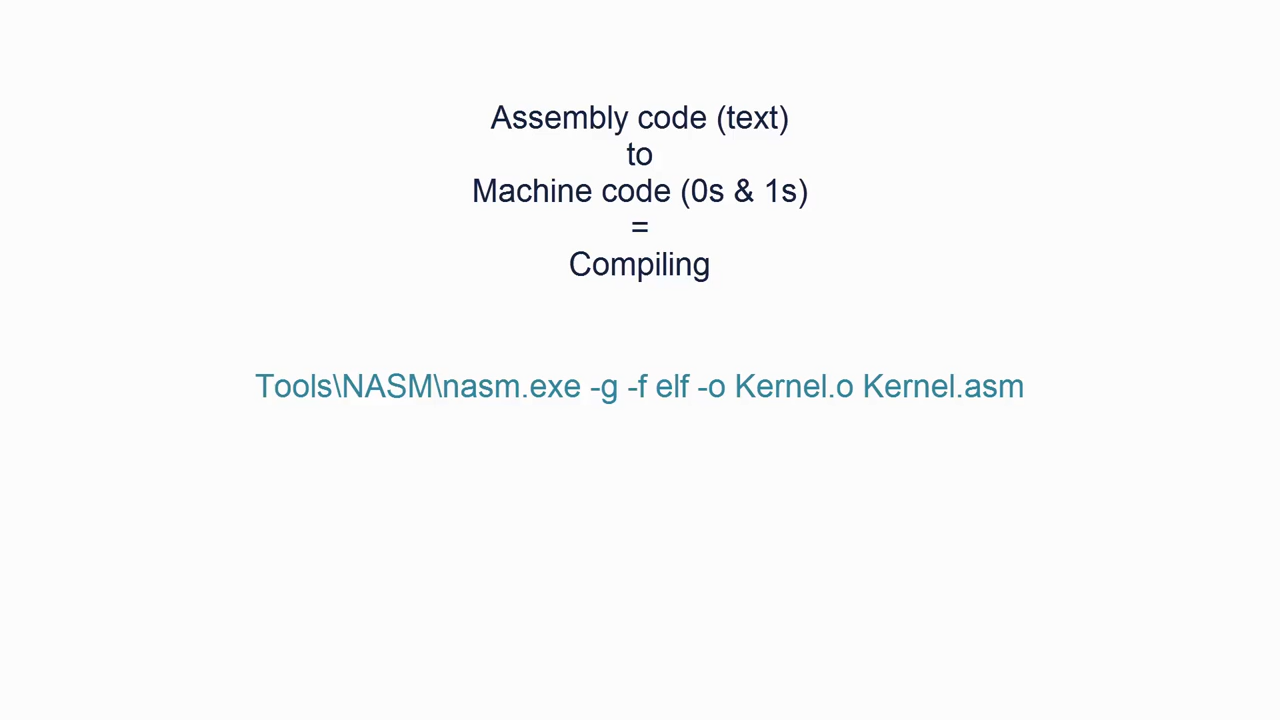 Assembly code (text)
to
Machine code (0s & 1s)
=
Compiling
Tools\NASM\nasm.exe -g -f elf -o Kernel.o Kernel.asm